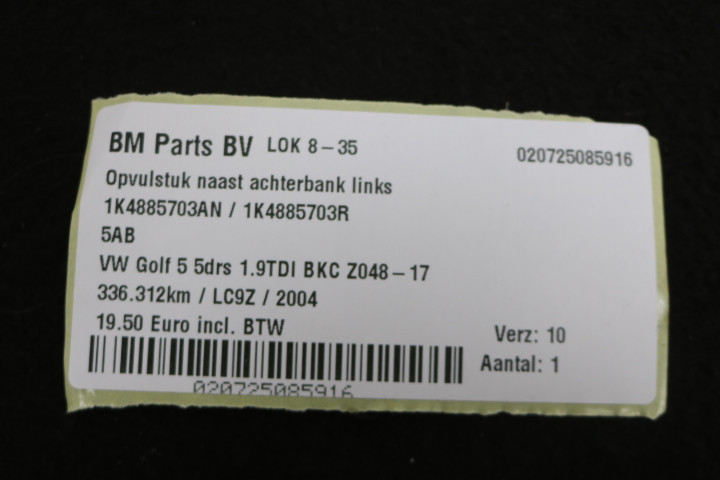 BM Parts BV LOK 8-35
020725085916
Opvulstuk naast achterbank links
1K4885703AN / 1K4885703R
5AB
VW Golf 5 5drs 1.9TDI BKC Z048-17
336.312km / LC9Z / 2004
19.50 Euro incl. BTW
Verz: 10
Aantal: 1
020725085916